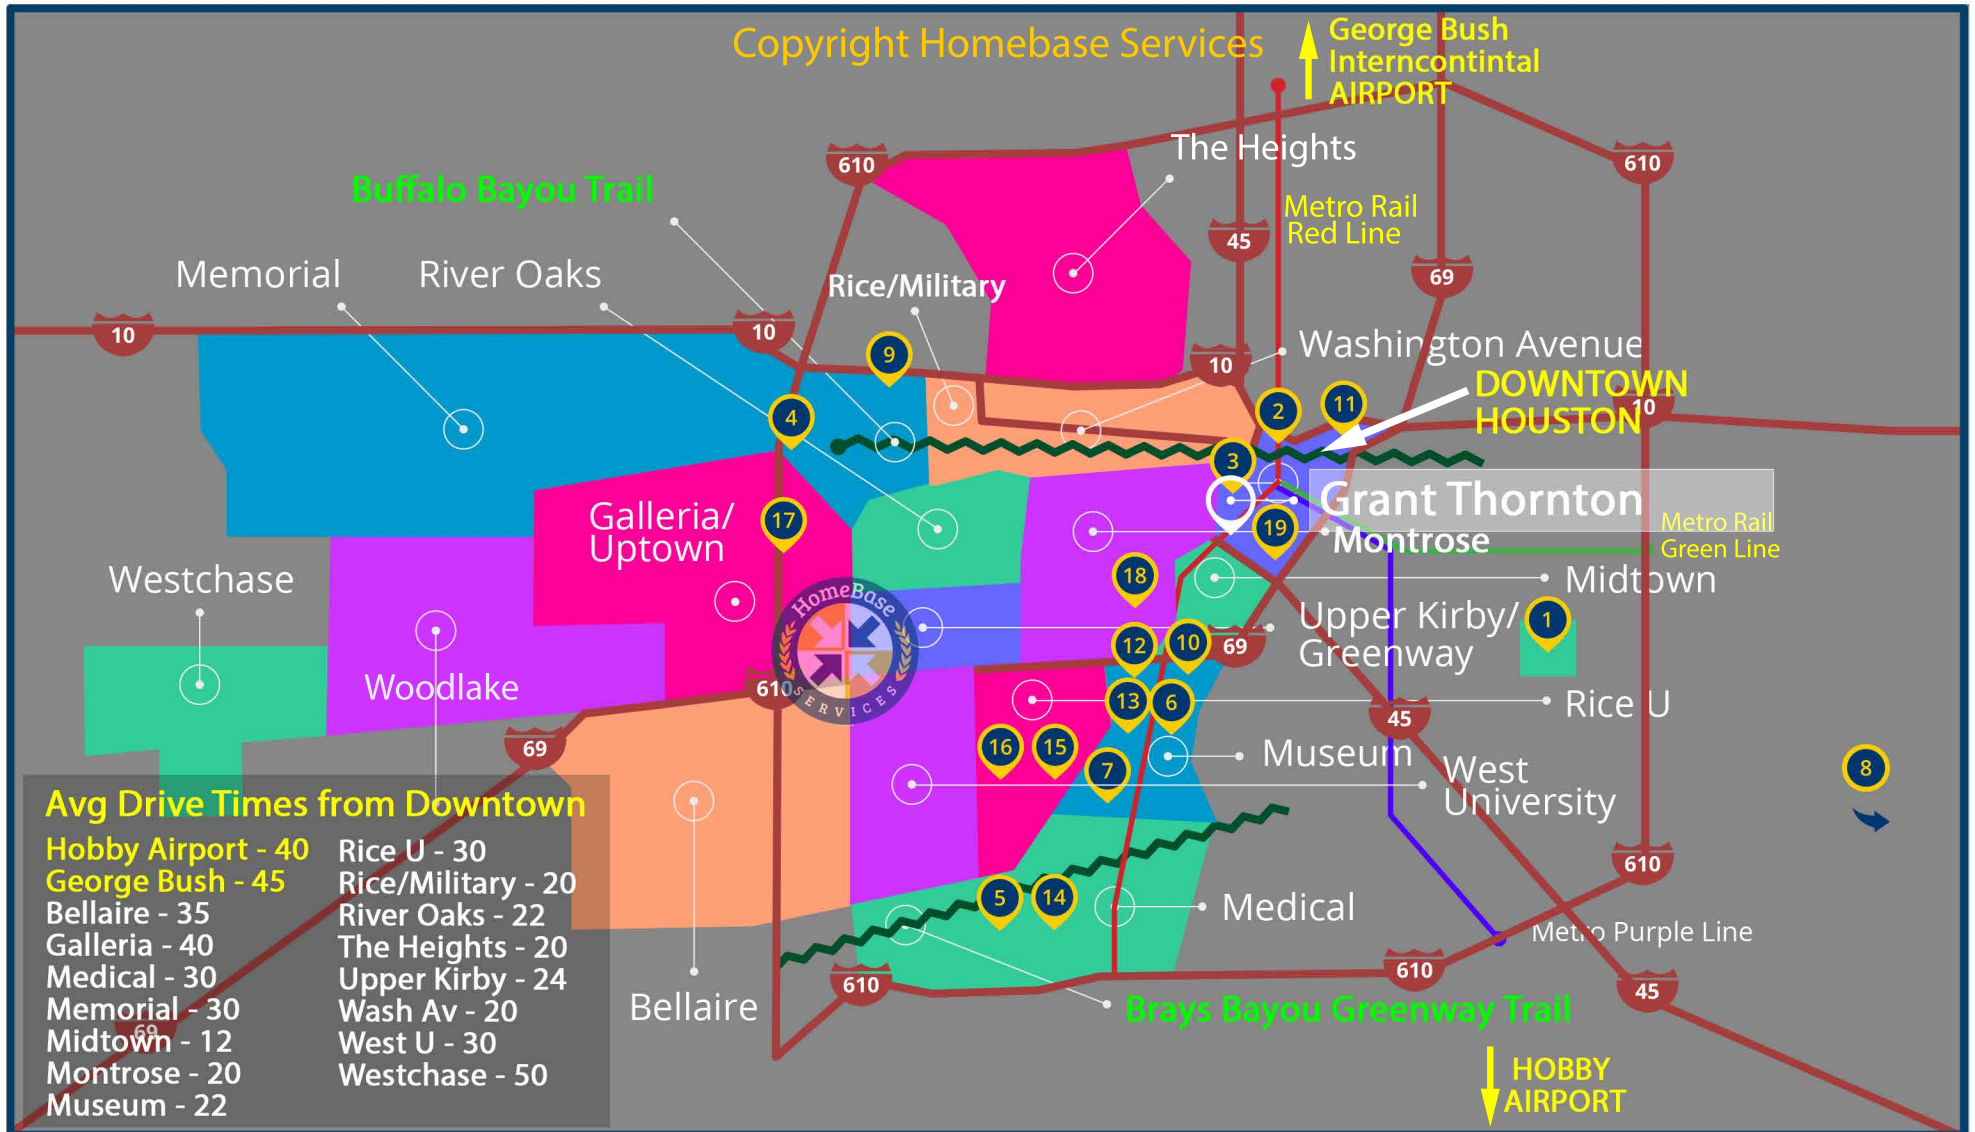 Copyright Homebase Services
George Bush
Interncontintal
AIRPORT
The Heights
610
610
Buffalo Bayou Trail
Metro Rail
Red Line
45
69
Memorial
River Oaks
Rice/Military
10
10
10
Washington Avenue
9
DOWNTOWN
HOUSTON
10
4
2
11
3
Galleria/
Uptown
17
Grant Thornton
19
Montrose
Metro Rail
Green Line
Westchase
18
Midtown
HomeBase
SERVICES
Upper Kirby/
Greenway
1
12
10
69
Woodlake
610
13
6
Rice U
45
69
16
15
7
Museum
West
University
8
Avg Drive Times from Downtown
Hobby Airport - 40
George Bush - 45
Bellaire - 35
Galleria - 40
Medical - 30
Memorial - 30
Midtown - 12
Montrose - 20
Museum - 22
Rice U - 30
Rice/Military - 20
River Oaks - 22
The Heights - 20
Upper Kirby - 24
Wash Av - 20
West U - 30
Westchase - 50
69
610
5
14
Medical
Metro Purple Line
610
610
45
Bellaire
Brays Bayou Greenway Trail
HOBBY
AIRPORT